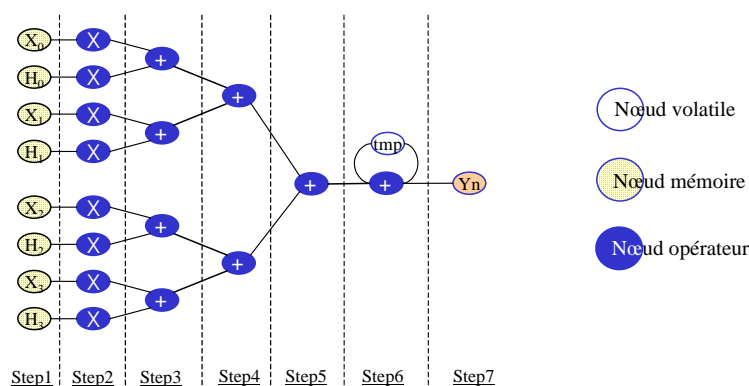 X0 X
H0 X +
X1 X +
H1 X +
tmp
+ + Yn
X2 X
H2 X +
X3 X +
H3 X +
Step1 Step2 Step3 Step4 Step5 Step6 Step7
Nœud volatile
Nœud mémoire
Nœud opérateur